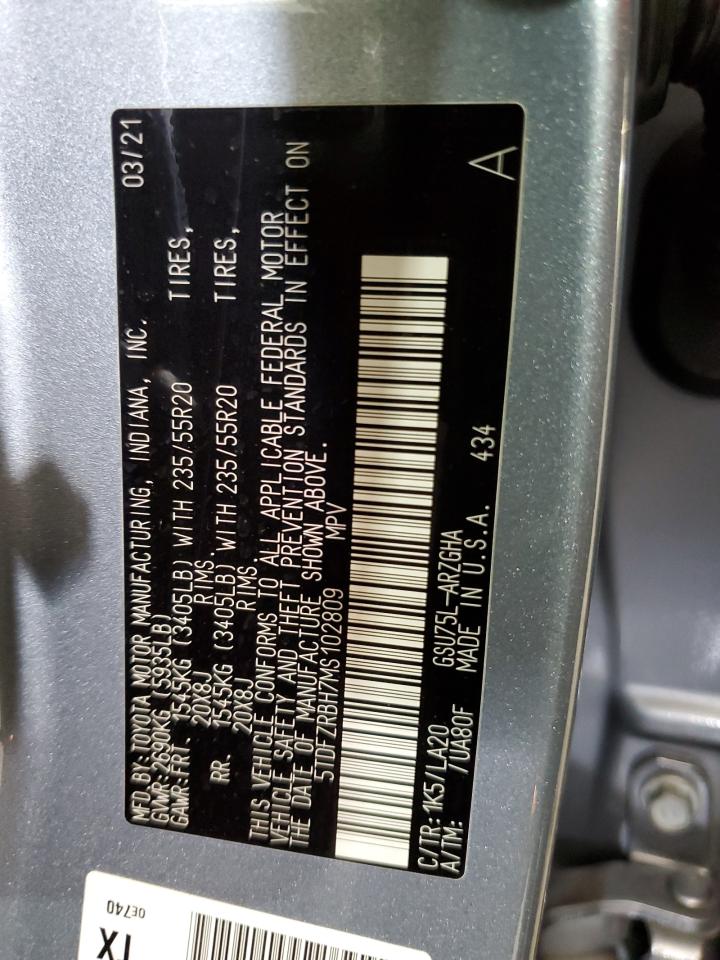 MFD. BY: TOYOTA MOTOR MANUFACTURING, INDIANA, INC. 03/21
GVWR: 2690KG (5935LB)
GAWR: FRT 1545KG (3405LB) WITH 235/55R20 TIRES,
20X8J RIMS,
RR. 1545KG (3405LB) WITH 235/55R20 TIRES,
20X8J RIMS.
THIS VEHICLE CONFORMS TO ALL APPLICABLE FEDERAL MOTOR
VEHICLE SAFETY AND THEFT PREVENTION STANDARDS IN EFFECT ON
THE DATE OF MANUFACTURE SHOWN ABOVE.
5TDFZRBH7MS102809 MPV
C/TR: 1K5/LA20 GSU75L-ARZGHA
A/TM: /UA80F MADE IN U.S.A. 434 A
0E740
TX